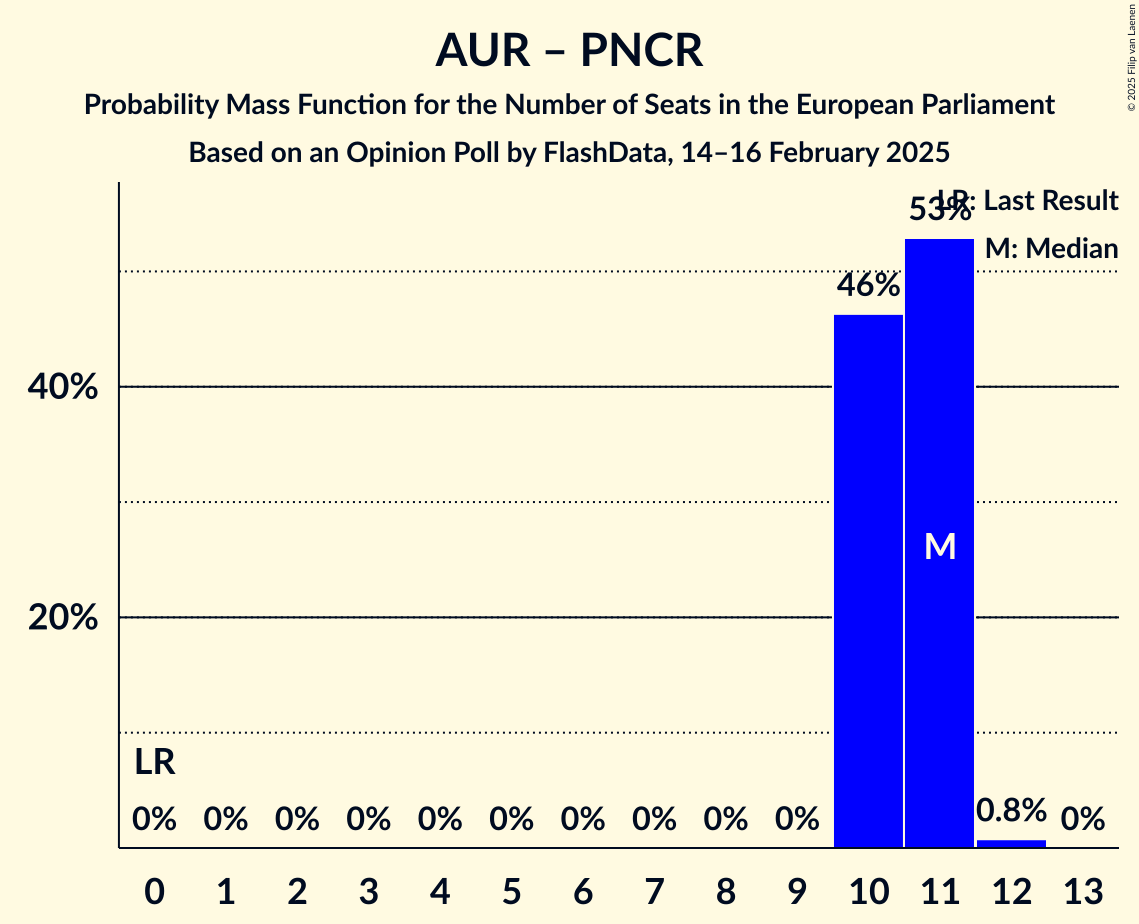 AUR – PNCR
Probability Mass Function for the Number of Seats in the European Parliament
Based on an Opinion Poll by FlashData, 14–16 February 2025
© 2025 Filip van Laenen
LR: Last Result
M: Median
53%
46%
40%
M
20%
LR
0% 0% 0% 0% 0% 0% 0% 0% 0% 0% 0.8% 0%
0 1 2 3 4 5 6 7 8 9 10 11 12 13